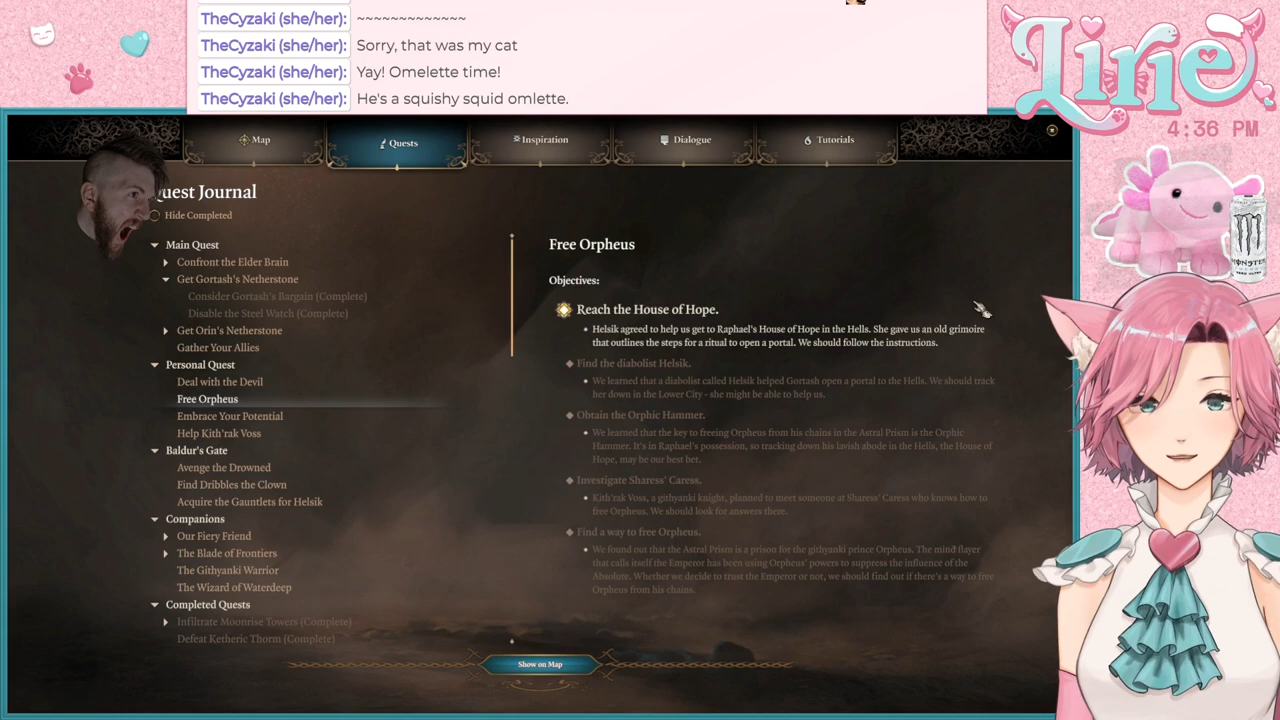 TheCyzaki (she/her): ~~~~~~~~~~~~~
TheCyzaki (she/her): Sorry, that was my cat
TheCyzaki (she/her): Yay! Omelette time!
TheCyzaki (she/her): He's a squishy squid omlette.
Lirie
4:36 PM
Map
Quests
Inspiration
Dialogue
Tutorials
uest Journal
Hide Completed
Main Quest
Confront the Elder Brain
Get Gortash's Netherstone
Consider Gortash's Bargain (Complete)
Disable the Steel Watch (Complete)
Get Orin's Netherstone
Gather Your Allies
Personal Quest
Deal with the Devil
Free Orpheus
Embrace Your Potential
Help Kith'rak Voss
Baldur's Gate
Avenge the Drowned
Find Dribbles the Clown
Acquire the Gauntlets for Helsik
Companions
Our Fiery Friend
The Blade of Frontiers
The Githyanki Warrior
The Wizard of Waterdeep
Completed Quests
Infiltrate Moonrise Towers (Complete)
Defeat Ketheric Thorm (Complete)
Free Orpheus
Objectives:
Reach the House of Hope.
Helsik agreed to help us get to Raphael's House of Hope in the Hells. She gave us an old grimoire
that outlines the steps for a ritual to open a portal. We should follow the instructions.
Find the diabolist Helsik.
We learned that a diabolist called Helsik helped Gortash open a portal to the Hells. We should track
her down in the Lower City - she might be able to help us.
Obtain the Orphic Hammer.
We learned that the key to freeing Orpheus from his chains in the Astral Prism is the Orphic
Hammer. It's in Raphael's possession, so tracking down his lavish abode in the Hells, the House of
Hope, may be our best bet.
Investigate Sharess' Caress.
Kith'rak Voss, a githyanki knight, planned to meet someone at Sharess' Caress who knows how to
free Orpheus. We should look for answers there.
Find a way to free Orpheus.
We found out that the Astral Prism is a prison for the githyanki prince Orpheus. The mind flayer
that calls itself the Emperor has been using Orpheus' powers to suppress the influence of the
Absolute. Whether we decide to trust the Emperor or not, we should find out if there's a way to free
Orpheus from his chains.
Show on Map
MONSTER